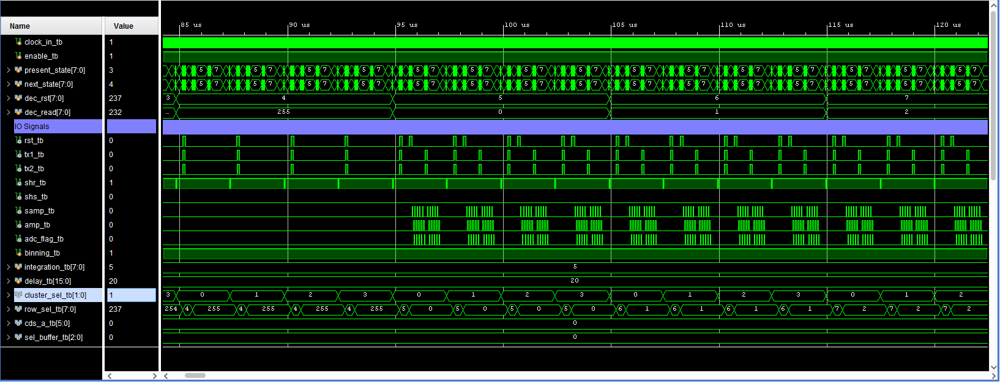 Name Value
85 us 90 us 95 us 100 us 105 us 110 us 115 us 120 us
clock_in_tb 1
enable_tb 1
present_state[7:0] 3 5 7 5 7 5 7 5 7 5 7 5 7 5 7 5 7 5 7 5 7 5 7 5 7 5 7 5 7 5 7
next_state[7:0] 4 5 7 5 7 5 7 5 7 5 7 5 7 5 7 5 7 5 7 5 7 5 7 5 7 5 7 5 7 5 7
dec_rst[7:0] 237 3 4 5 6 7
dec_read[7:0] 232 ... 255 0 1 2
IO Signals
rst_tb 0
tx1_tb 0
tx2_tb 0
shr_tb 1
shs_tb 0
samp_tb 0
amp_tb 0
adc_flag_tb 0
binning_tb 1
integration_tb[7:0] 5 5
delay_tb[15:0] 20 20
cluster_sel_tb[1:0] 1 3 0 1 2 3 0 1 2 3 0 1 2 3 0 1 2
row_sel_tb[7:0] 237 254 4 255 4 255 4 255 4 255 5 0 5 0 5 0 5 0 6 1 6 1 6 1 6 1 7 2 7 2 7 2
cds_a_tb[5:0] 0 0
sel_buffer_tb[2:0] 0 0